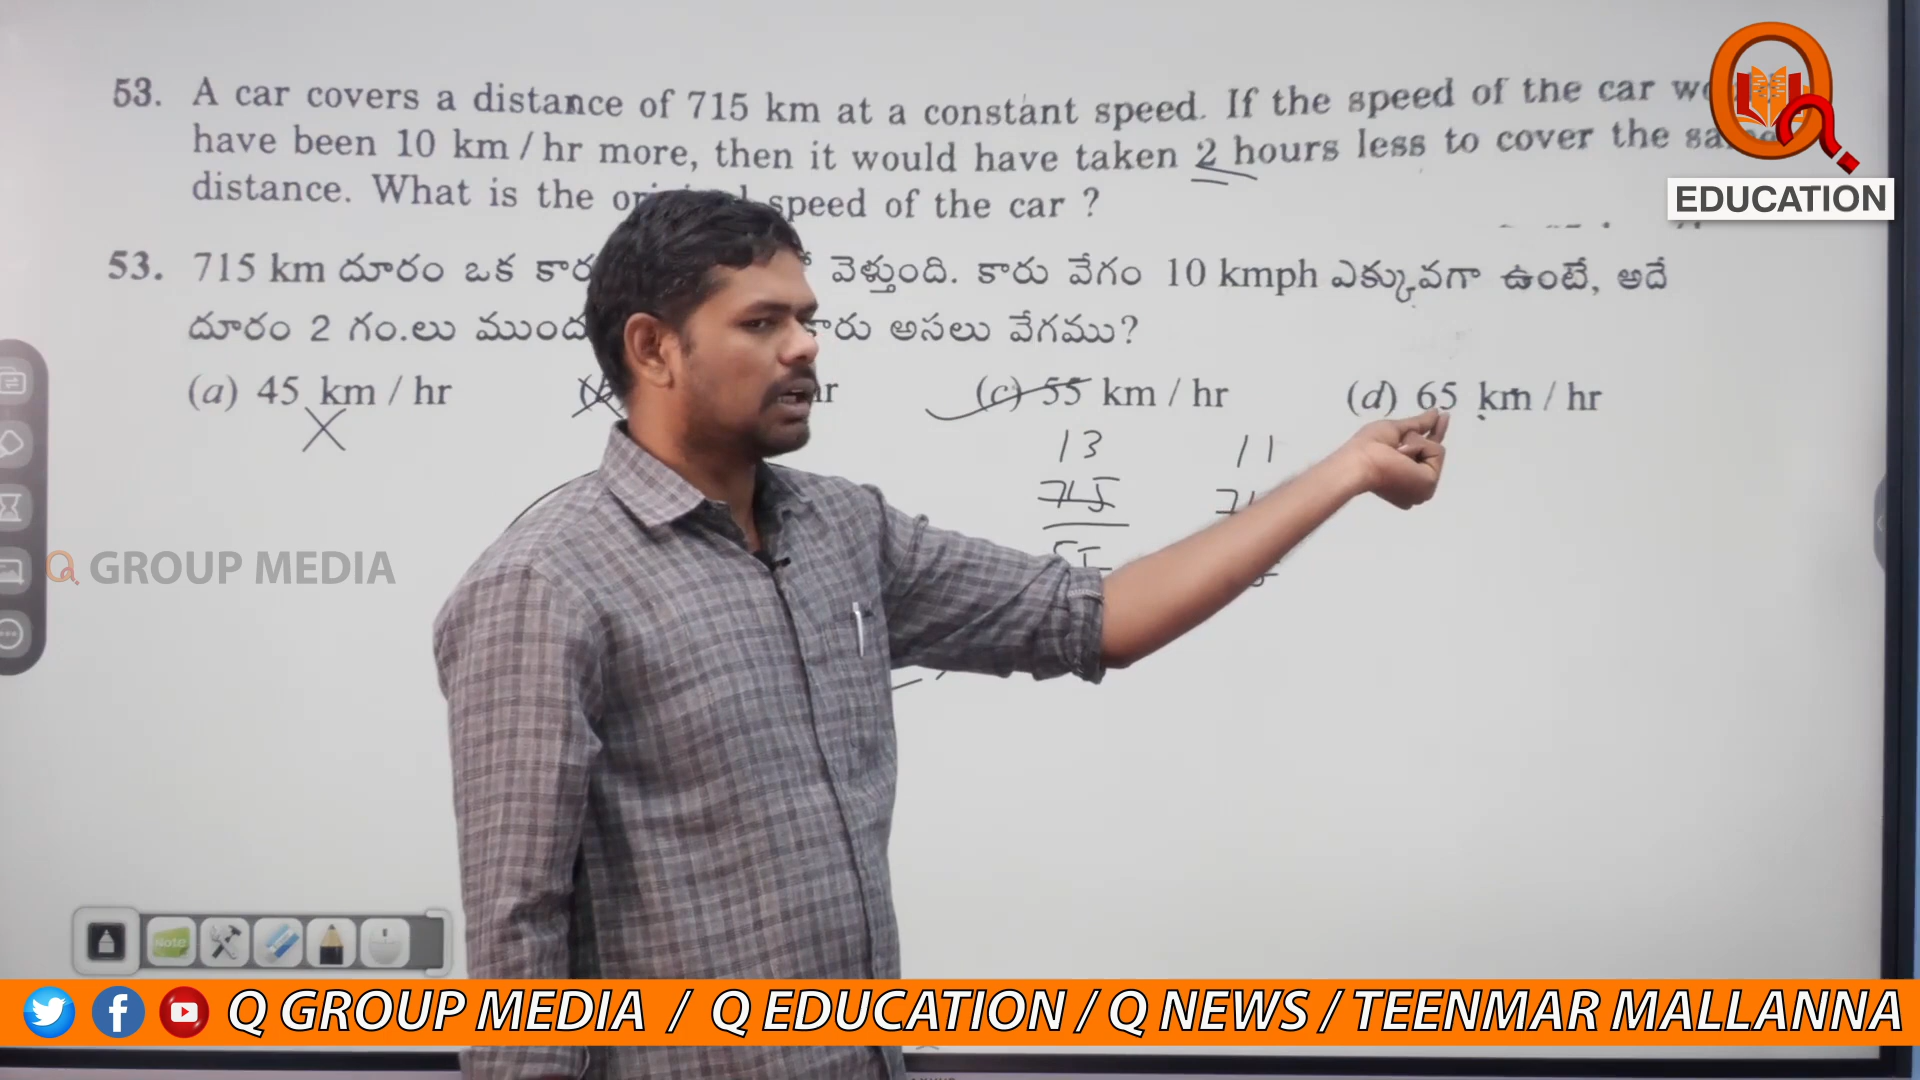 53. A car covers a distance of 715 km at a constant speed. If the speed of the car
have been 10 km / hr more, then it would have taken 2 hours less to cover the
distance. What is the speed of the car ?
53. 715 km దూరం ఒక వెళ్తుంది. కారు వేగం 10 kmph ఎక్కువగా ఉంటే, అదే
దూరం 2 గం.లు కారు అసలు వేగము?
(a) 45 km / hr (c) 55 km / hr (d) 65 km / hr
13 11
715
55
EDUCATION
Q GROUP MEDIA
Note
Q GROUP MEDIA / Q EDUCATION / Q NEWS / TEENMAR MALLANNA